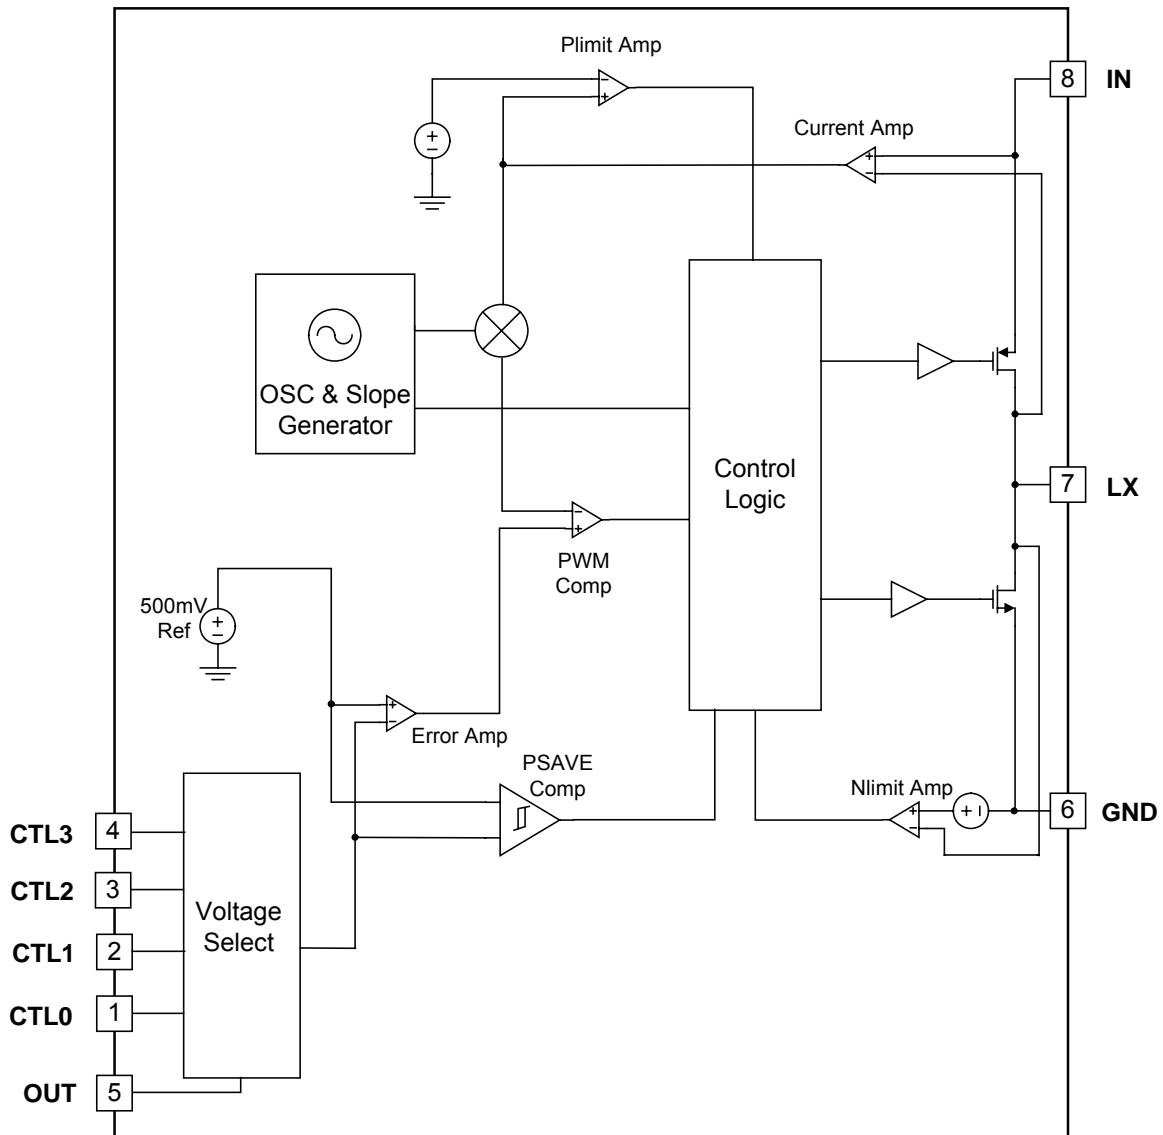 Plimit Amp
8
IN
Current Amp
OSC & Slope
Generator
Control
Logic
7
LX
PWM
Comp
500mV
Ref
Error Amp
PSAVE
Comp
Nlimit Amp
6
GND
CTL3
4
CTL2
3
Voltage
Select
CTL1
2
CTL0
1
OUT
5